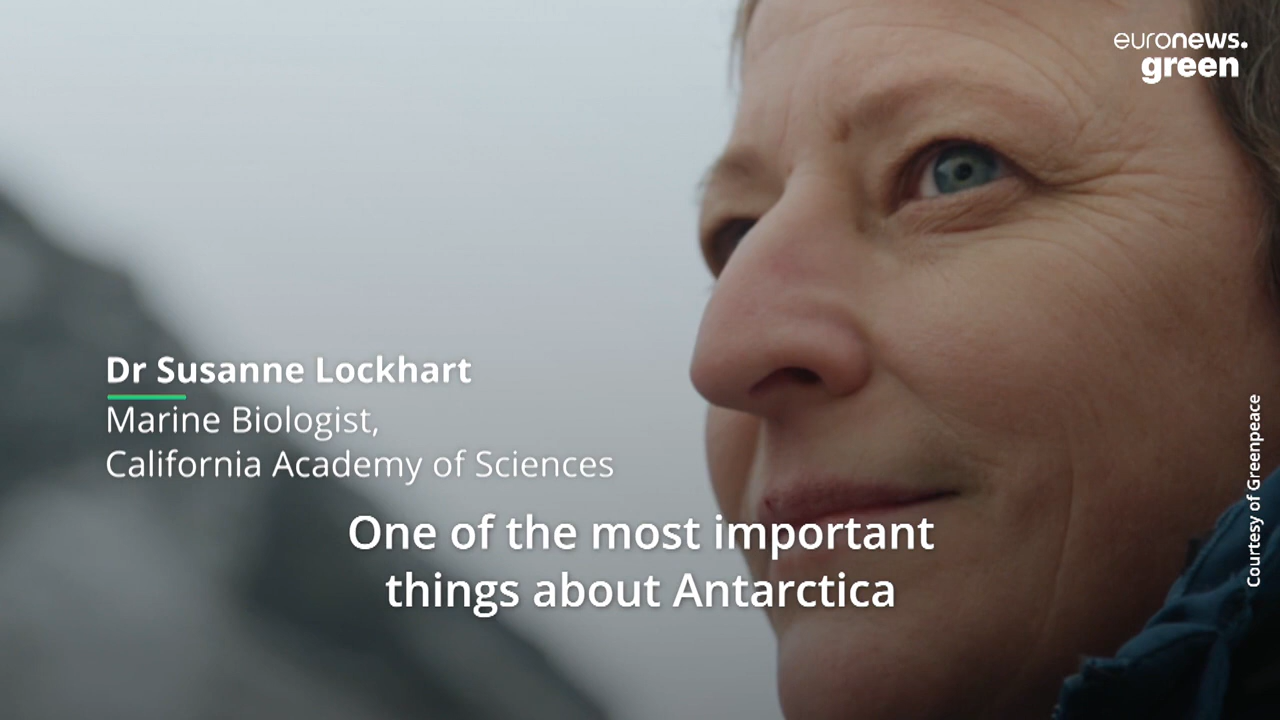 euronews.
green
Dr Susanne Lockhart
Marine Biologist,
California Academy of Sciences
One of the most important
things about Antarctica
Courtesy of Greenpeace